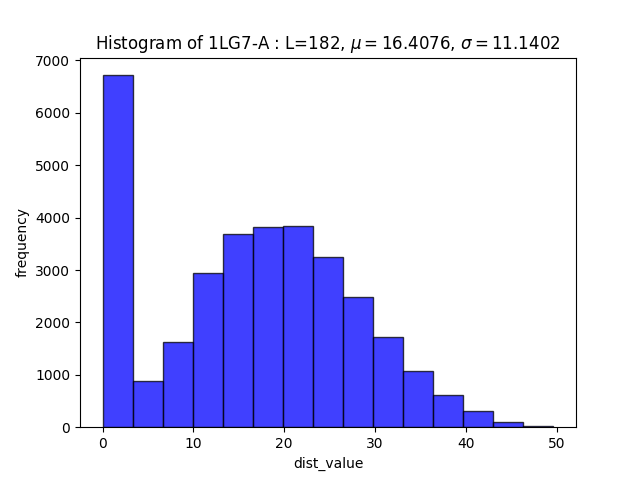 Histogram of 1LG7-A : L=182, μ = 16.4076, σ = 11.1402
7000
6000
5000
4000
3000
2000
1000
0
frequency
0 10 20 30 40 50
dist_value